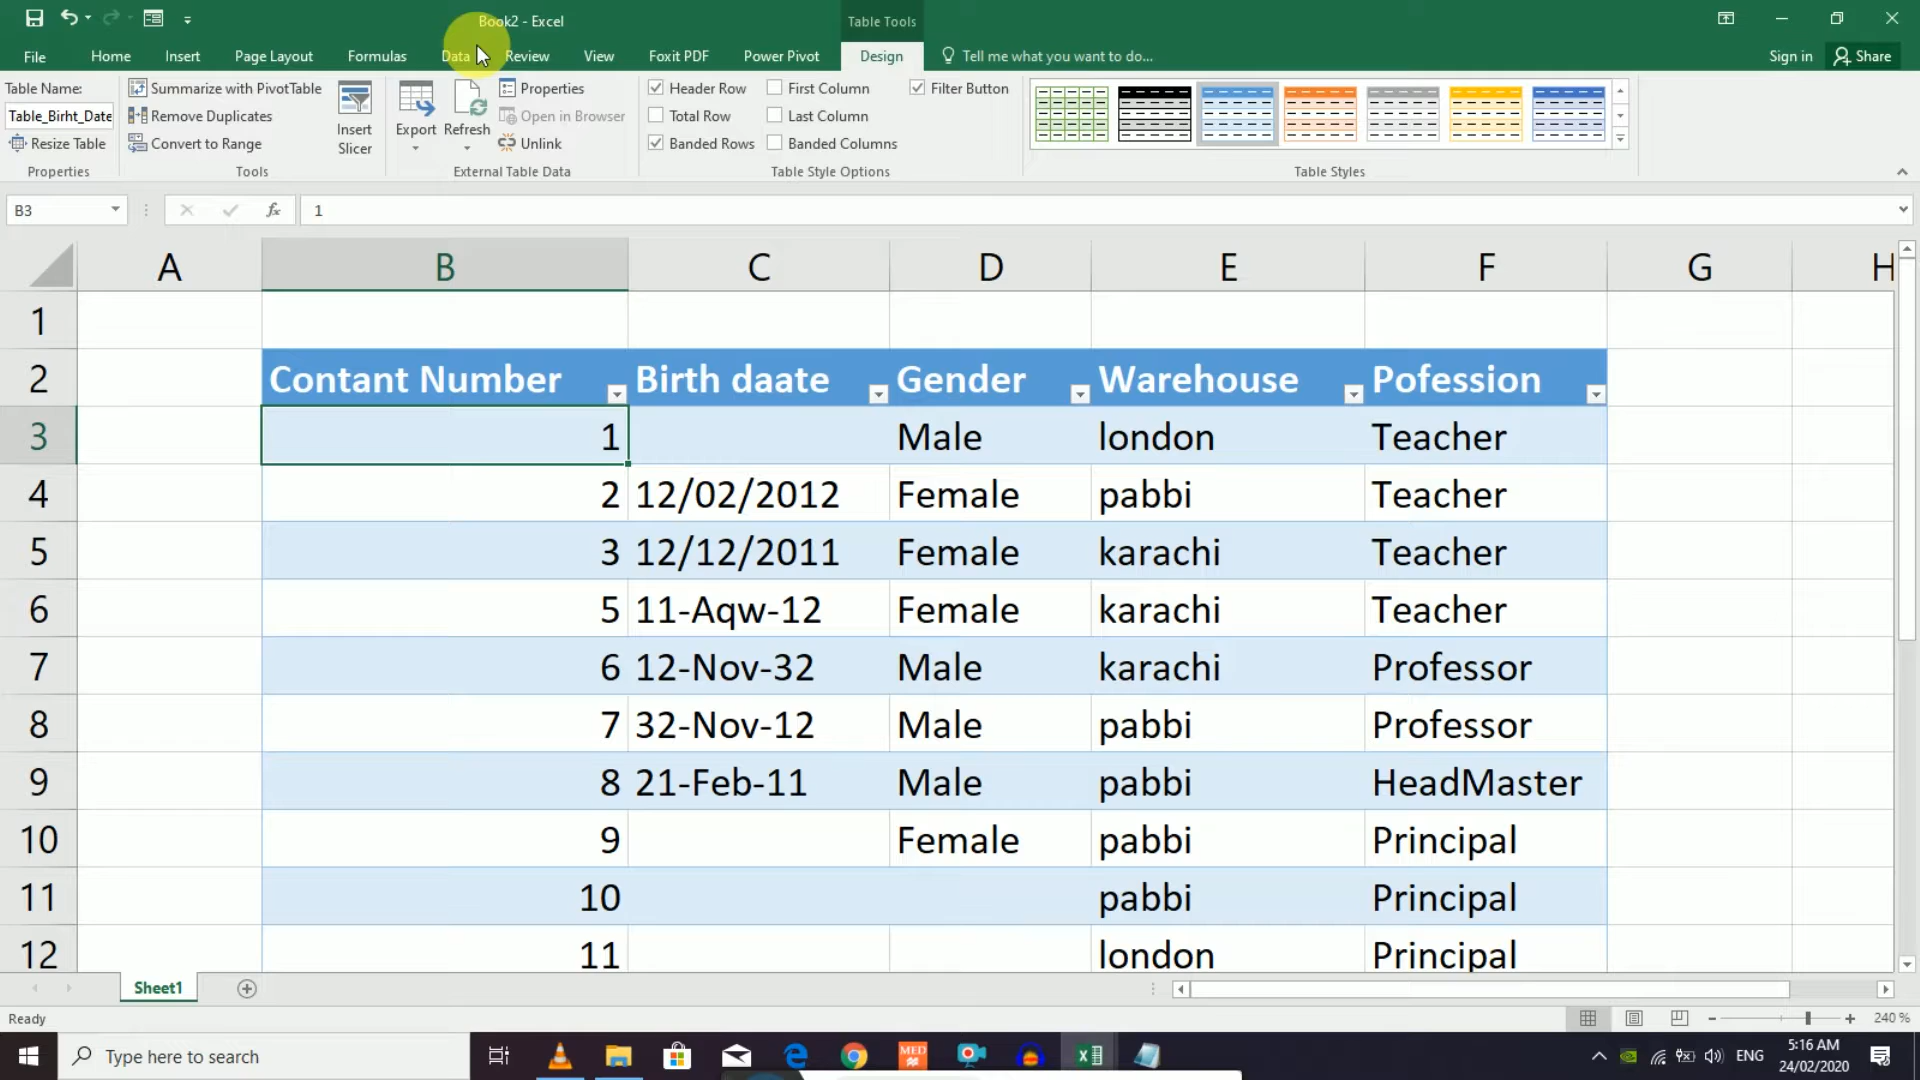 Book2 - Excel
Table Tools
File Home Insert Page Layout Formulas Data Review View Foxit PDF Power Pivot Design Tell me what you want to do... Sign in Share
Table Name:
Table_Birht_Date
Resize Table
Properties
Summarize with PivotTable
Remove Duplicates
Convert to Range
Tools
Insert Slicer
Export
Refresh
Properties
Open in Browser
Unlink
External Table Data
Header Row First Column Filter Button
Total Row Last Column
Banded Rows Banded Columns
Table Style Options
Table Styles
B3 fx 1
A B C D E F G H
1
2 Contant Number Birth daate Gender Warehouse Pofession
3 1 Male london Teacher
4 2 12/02/2012 Female pabbi Teacher
5 3 12/12/2011 Female karachi Teacher
6 5 11-Aqw-12 Female karachi Teacher
7 6 12-Nov-32 Male karachi Professor
8 7 32-Nov-12 Male pabbi Professor
9 8 21-Feb-11 Male pabbi HeadMaster
10 9 Female pabbi Principal
11 10 pabbi Principal
12 11 london Principal
Sheet1
Ready 240 %
Type here to search
MED
ENG
5:16 AM
24/02/2020